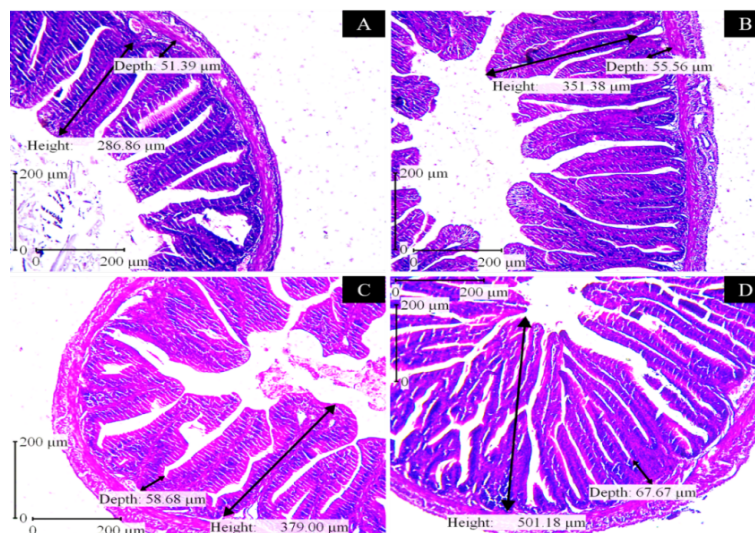 A
Depth: 51.39 µm
Height: 286.86 µm
200 µm
0
0 200 µm
B
Depth: 55.56 µm
Height: 351.38 µm
200 µm
0
0 200 µm
C
200 µm
0
0 200 µm
Depth: 58.68 µm
Height: 379.00 µm
D
200 µm
200 µm
0
Depth: 67.67 µm
Height: 501.18 µm